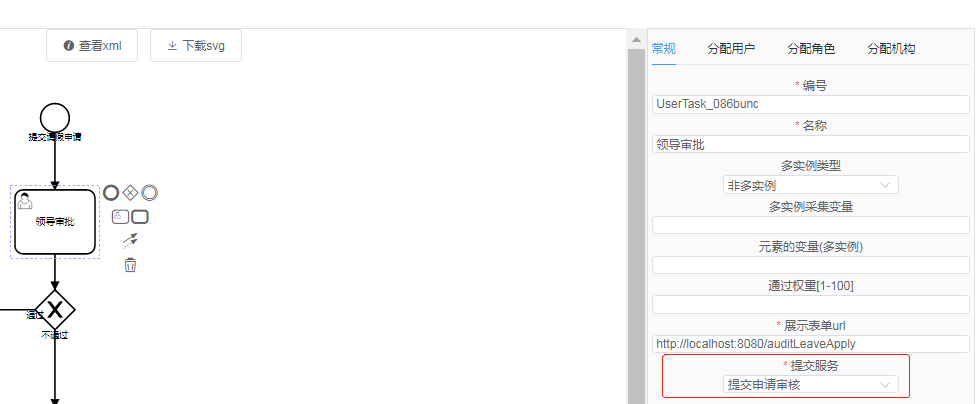 查看xml 下载svg
提交请假申请
领导审批
通过
不通过
常规 分配用户 分配角色 分配机构
* 编号
UserTask_086bunc
* 名称
领导审批
多实例类型
非多实例
多实例采集变量
元素的变量(多实例)
通过权重[1-100]
* 展示表单url
http://localhost:8080/auditLeaveApply
* 提交服务
提交申请审核